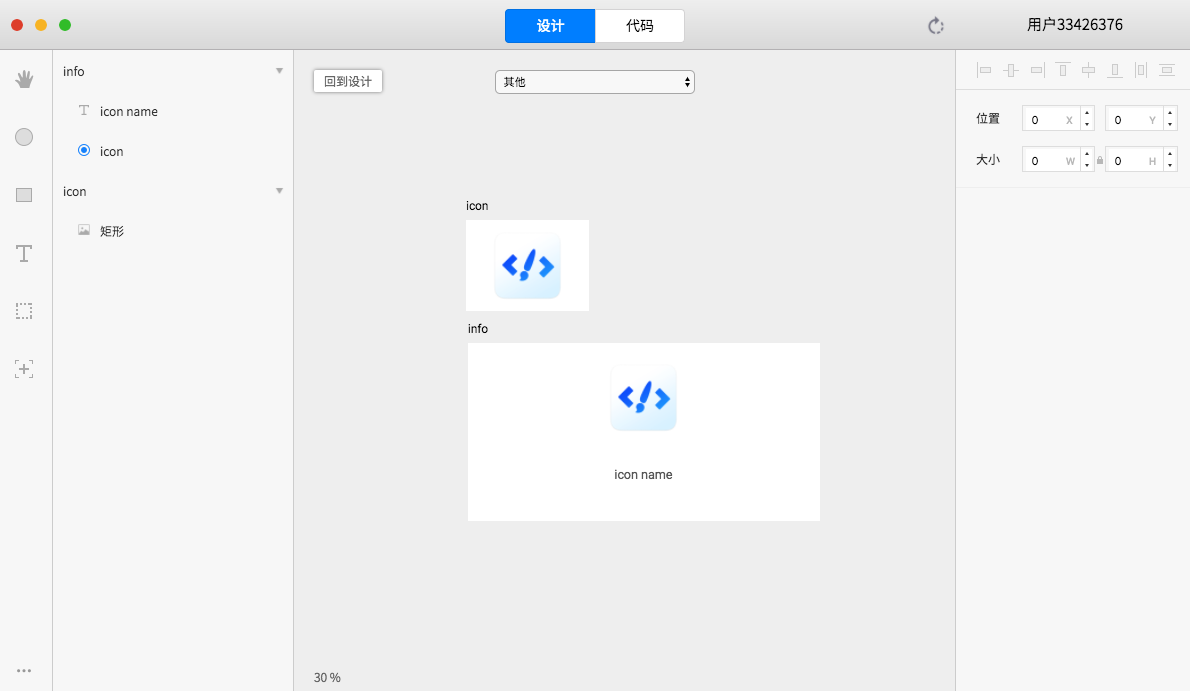 设计
代码
用户33426376
info
icon name
icon
icon
矩形
回到设计
其他
icon
info
icon name
30 %
位置
0 X
0 Y
大小
0 W
0 H